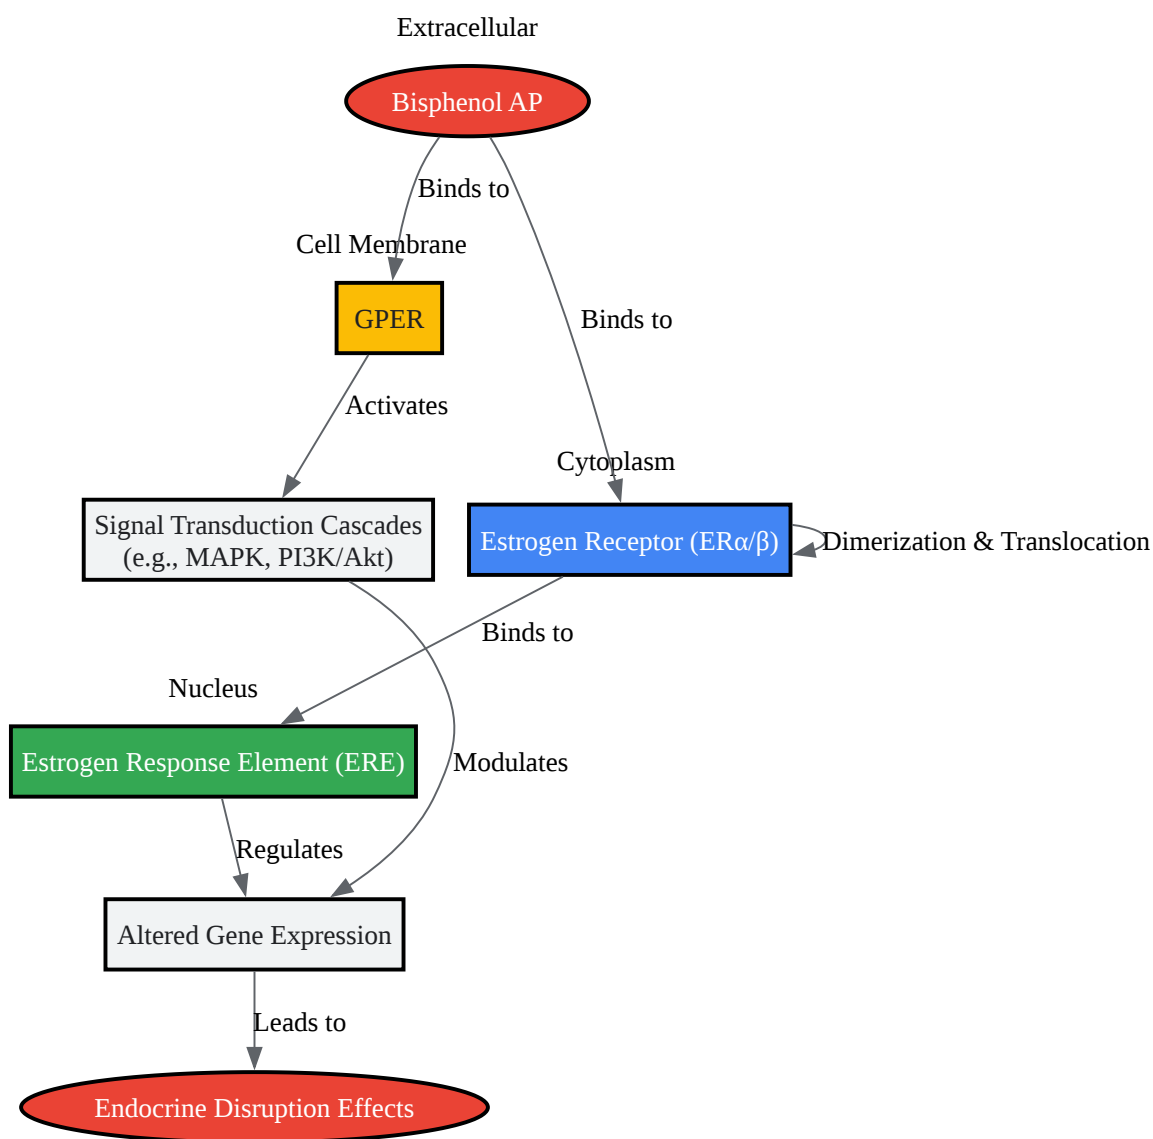 Extracellular
Bisphenol AP
Binds to
Cell Membrane
GPER
Binds to
Activates
Cytoplasm
Signal Transduction Cascades
(e.g., MAPK, PI3K/Akt)
Estrogen Receptor (ERα/β)
Dimerization & Translocation
Binds to
Nucleus
Estrogen Response Element (ERE)
Modulates
Regulates
Altered Gene Expression
Leads to
Endocrine Disruption Effects